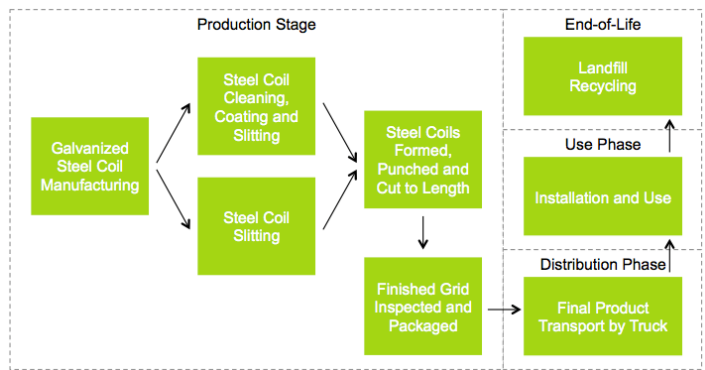 Production Stage
Galvanized
Steel Coil
Manufacturing
Steel Coil
Cleaning,
Coating and
Slitting
Steel Coil
Slitting
Steel Coils
Formed,
Punched and
Cut to Length
Finished Grid
Inspected and
Packaged
Distribution Phase
Final Product
Transport by Truck
Use Phase
Installation and Use
End-of-Life
Landfill
Recycling